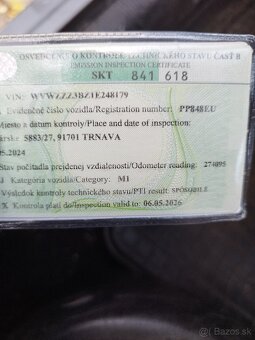 OSVEDČENIE O KONTROLE TECHNICKÉHO STAVU ČASŤ B
EMISSION INSPECTION CERTIFICATE
SKT 841 618
VIN: WVWZZZ3BZ1E248179
Evidenčné číslo vozidla/Registration number: PP848EU
Miesto a dátum kontroly/Place and date of inspection:
S883/27, 91701 TRNAVA
.05.2024
Stav počítadla prejdenej vzdialenosti/Odometer reading: 274095
J Kategória vozidla/Category: M1
Výsledok kontroly technického stavu/PTI result: SPÔSOBILÉ
X Kontrola platí do/Inspection valid to: 06.05.2026
© Bazos.sk